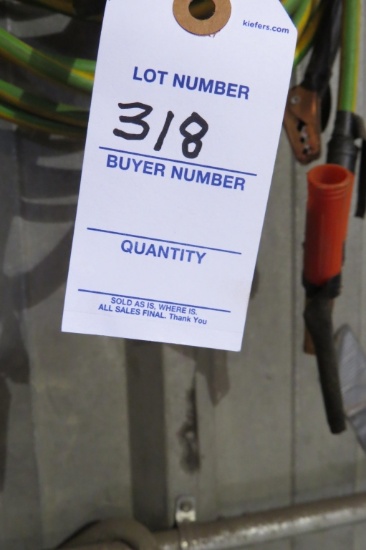 kiefers.com
LOT NUMBER
318
BUYER NUMBER
QUANTITY
SOLD AS IS, WHERE IS,
ALL SALES FINAL. Thank You